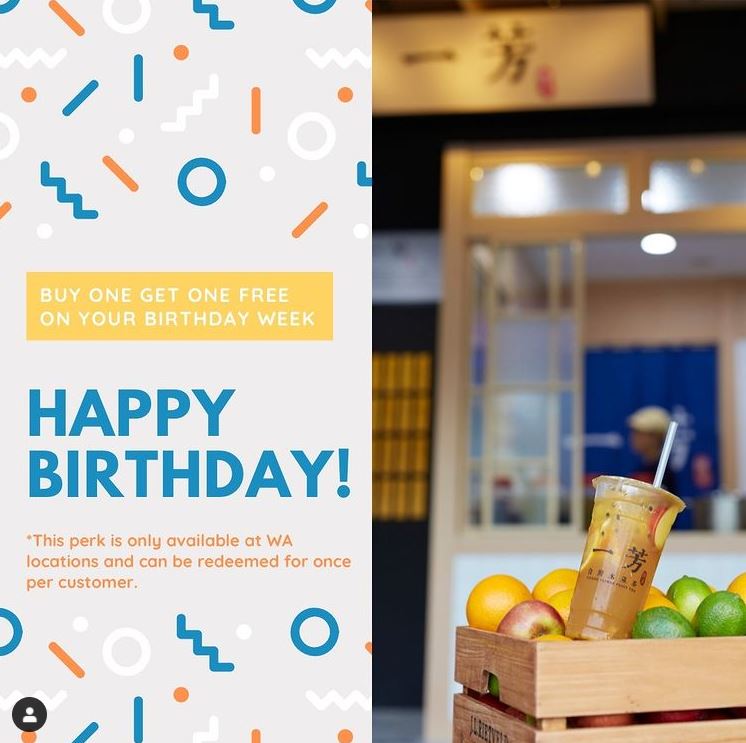 BUY ONE GET ONE FREE
ON YOUR BIRTHDAY WEEK
HAPPY
BIRTHDAY!
*This perk is only available at WA
locations and can be redeemed for once
per customer.
一 芳
一 芳